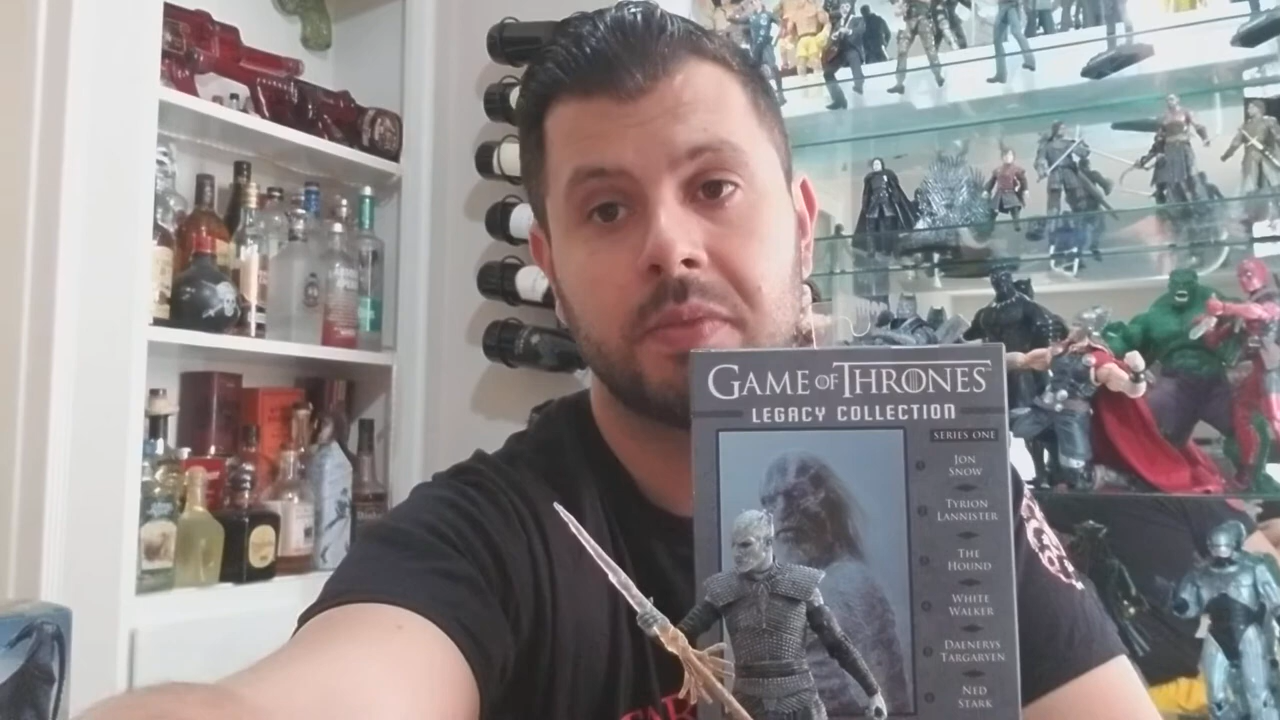 GAME OF THRONES
LEGACY COLLECTION
SERIES ONE
JON
SNOW
TYRION
LANNISTER
THE
HOUND
WHITE
WALKER
DAENERYS
TARGARYEN
NED
STARK